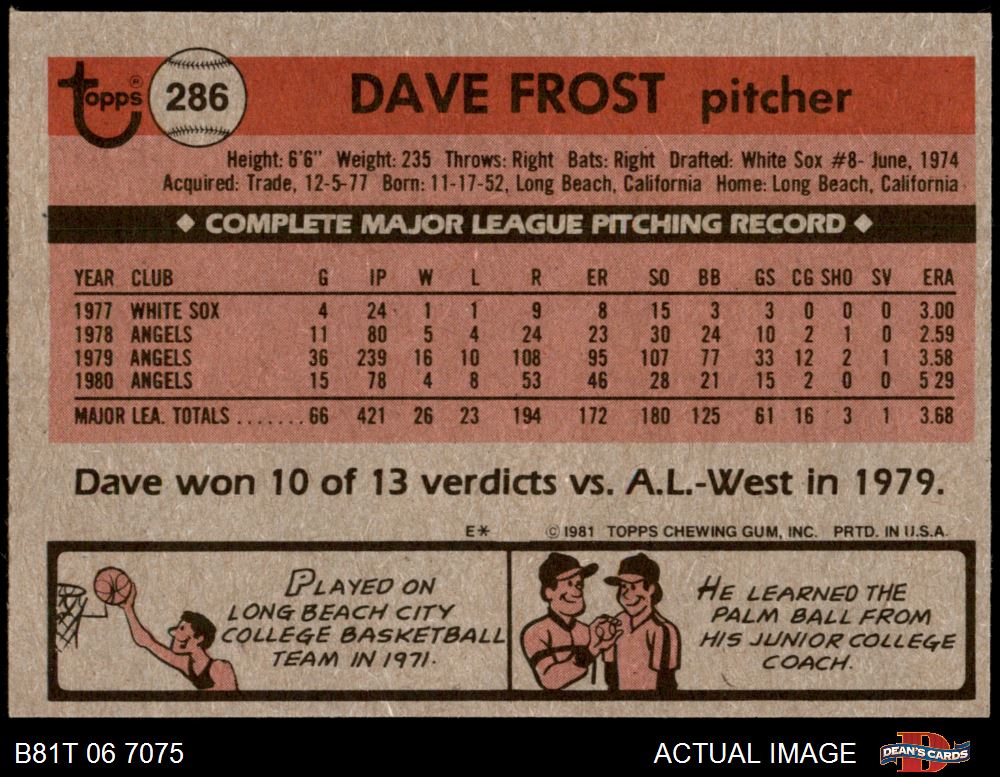 Topps®
286
DAVE FROST pitcher
Height: 6'6" Weight: 235 Throws: Right Bats: Right Drafted: White Sox #8- June, 1974
Acquired: Trade, 12-5-77 Born: 11-17-52, Long Beach, California Home: Long Beach, California
◆ COMPLETE MAJOR LEAGUE PITCHING RECORD ◆
YEAR CLUB G IP W L R ER SO BB GS CG SHO SV ERA
1977 WHITE SOX 4 24 1 1 9 8 15 3 3 0 0 0 3.00
1978 ANGELS 11 80 5 4 24 23 30 24 10 2 1 0 2.59
1979 ANGELS 36 239 16 10 108 95 107 77 33 12 2 1 3.58
1980 ANGELS 15 78 4 8 53 46 28 21 15 2 0 0 5 29
MAJOR LEA. TOTALS ....... 66 421 26 23 194 172 180 125 61 16 3 1 3.68
Dave won 10 of 13 verdicts vs. A.L.-West in 1979.
E* © 1981 TOPPS CHEWING GUM, INC. PRTD. IN U.S.A.
PLAYED ON
LONG BEACH CITY
COLLEGE BASKETBALL
TEAM IN 1971.
HE LEARNED THE
PALM BALL FROM
HIS JUNIOR COLLEGE
COACH.
B81T 06 7075
ACTUAL IMAGE
DEAN'S CARDS